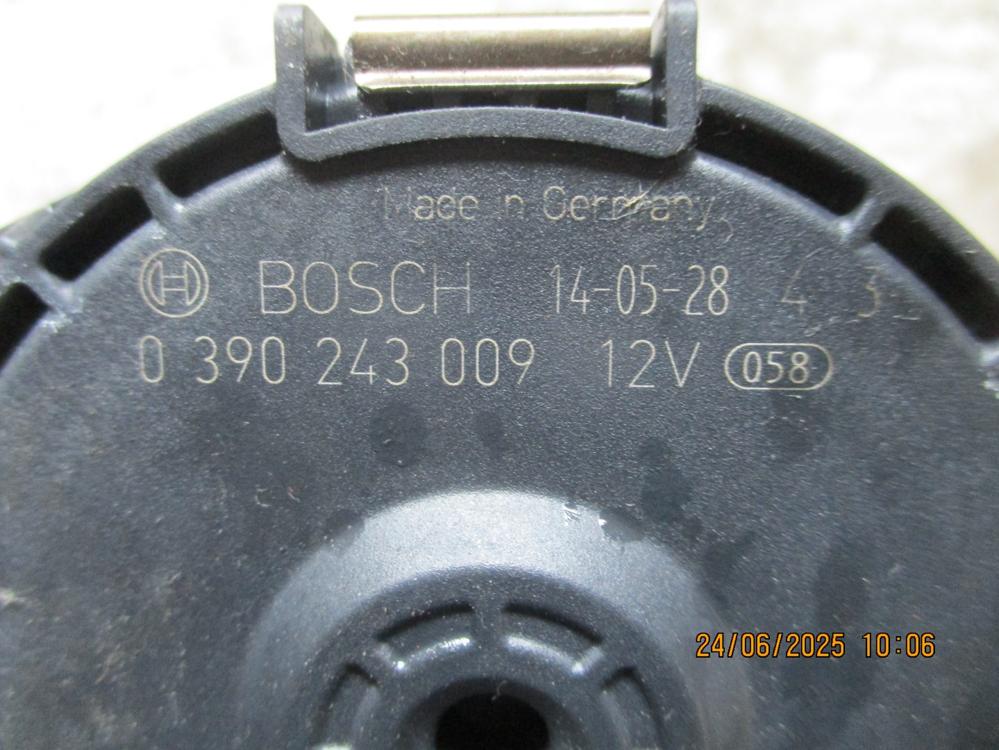 Made in Germany
BOSCH 14-05-28 4 3
0 390 243 009 12V 058
24/06/2025 10:06